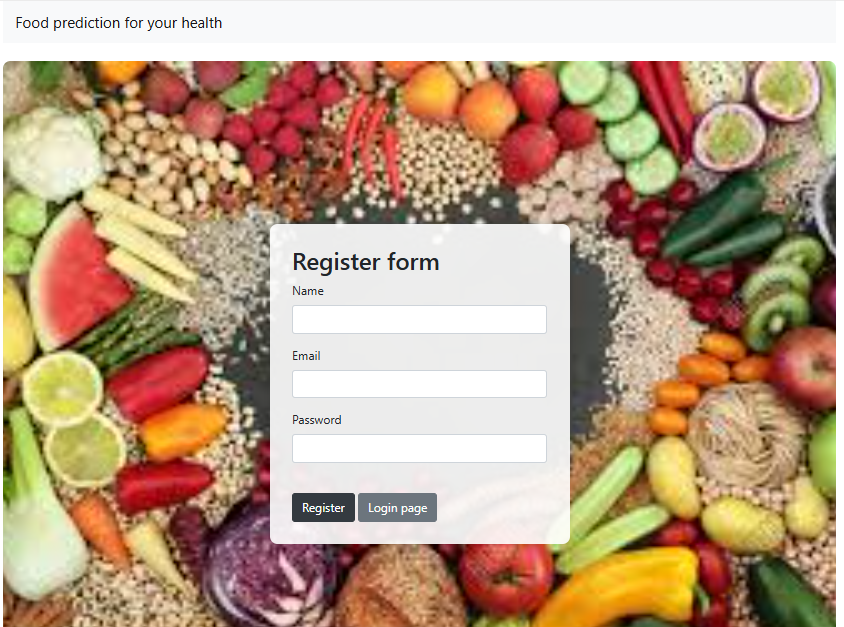 Food prediction for your health
Register form
Name
Email
Password
Register Login page